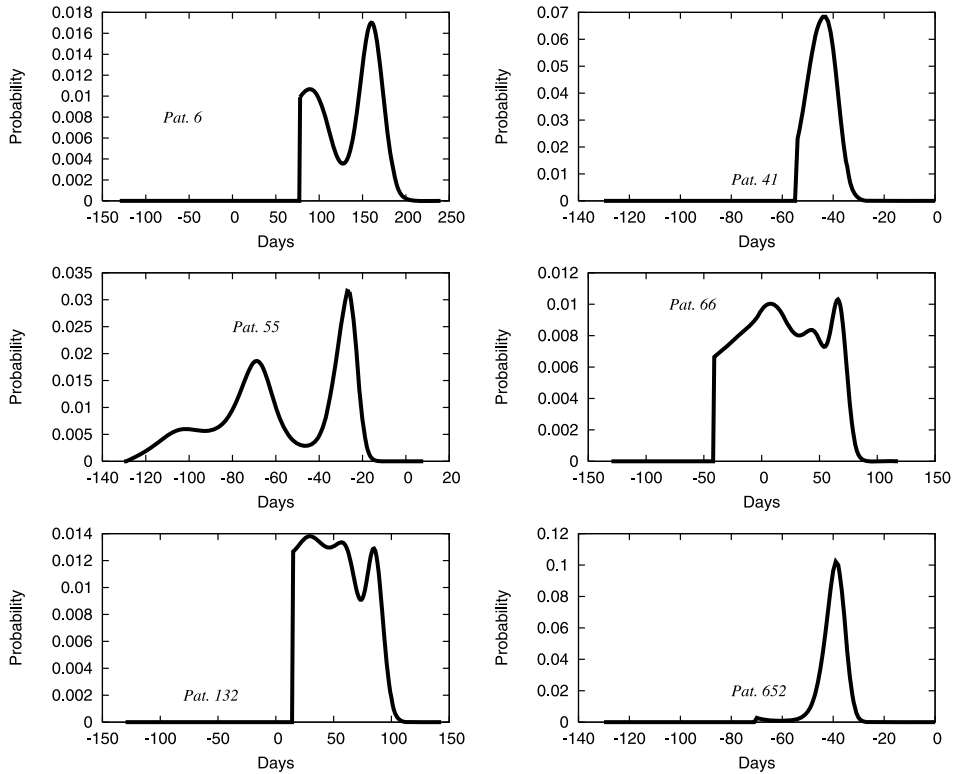 0.018
0.016
0.014
0.012
0.01
0.008
0.006
0.004
0.002
0
Probability
Pat. 6
-150 -100 -50 0 50 100 150 200 250
Days
0.07
0.06
0.05
0.04
0.03
0.02
0.01
0
Probability
Pat. 41
-140 -120 -100 -80 -60 -40 -20 0
Days
0.035
0.03
0.025
0.02
0.015
0.01
0.005
0
Probability
Pat. 55
-140 -120 -100 -80 -60 -40 -20 0 20
Days
0.012
0.01
0.008
0.006
0.004
0.002
0
Probability
Pat. 66
-150 -100 -50 0 50 100 150
Days
0.014
0.012
0.01
0.008
0.006
0.004
0.002
0
Probability
Pat. 132
-150 -100 -50 0 50 100 150
Days
0.12
0.1
0.08
0.06
0.04
0.02
0
Probability
Pat. 652
-140 -120 -100 -80 -60 -40 -20 0
Days